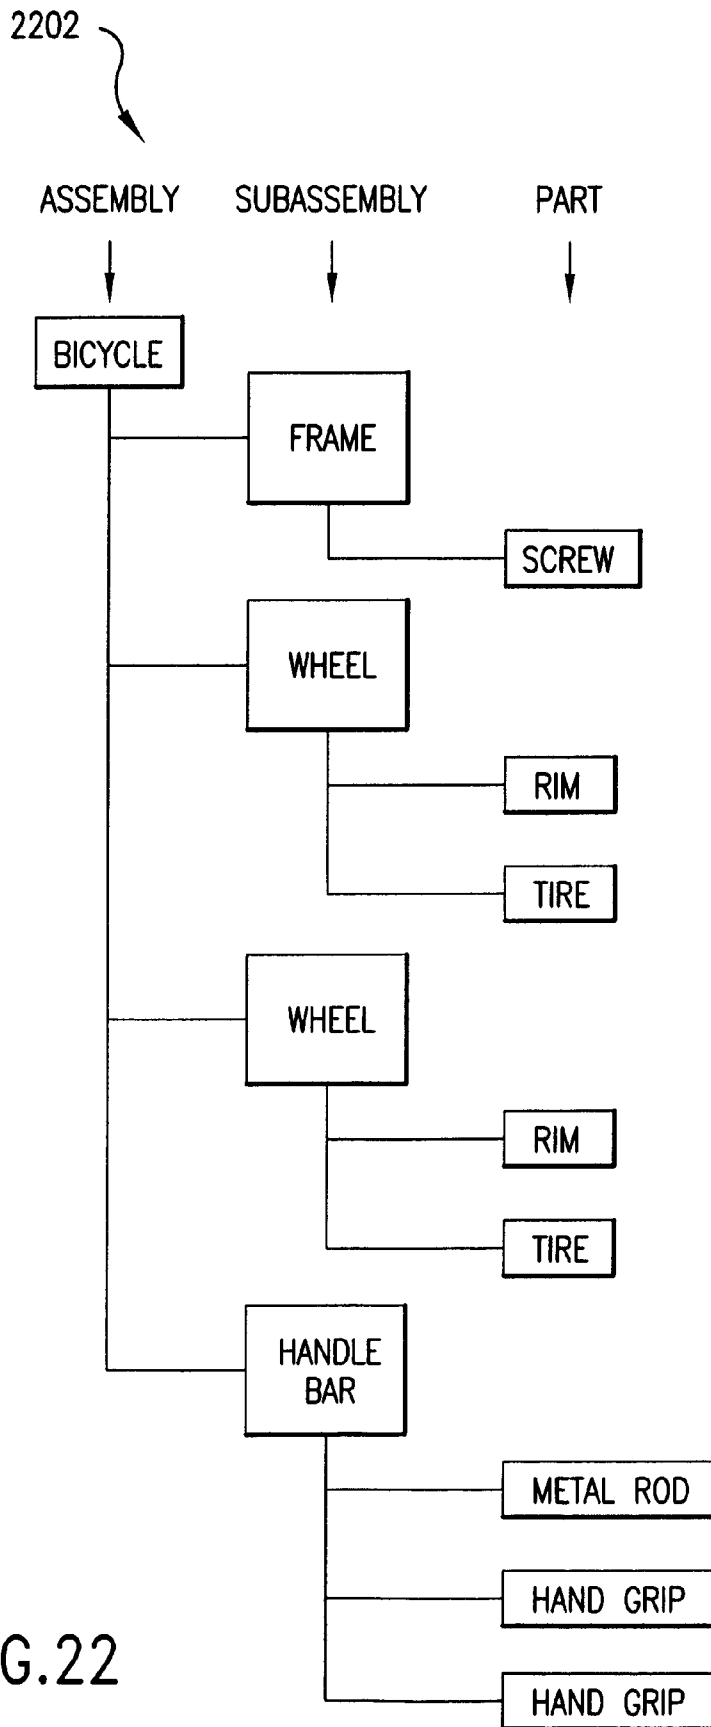 2202
ASSEMBLY SUBASSEMBLY PART
BICYCLE
FRAME
SCREW
WHEEL
RIM
TIRE
WHEEL
RIM
TIRE
HANDLE
BAR
METAL ROD
HAND GRIP
HAND GRIP
G.22